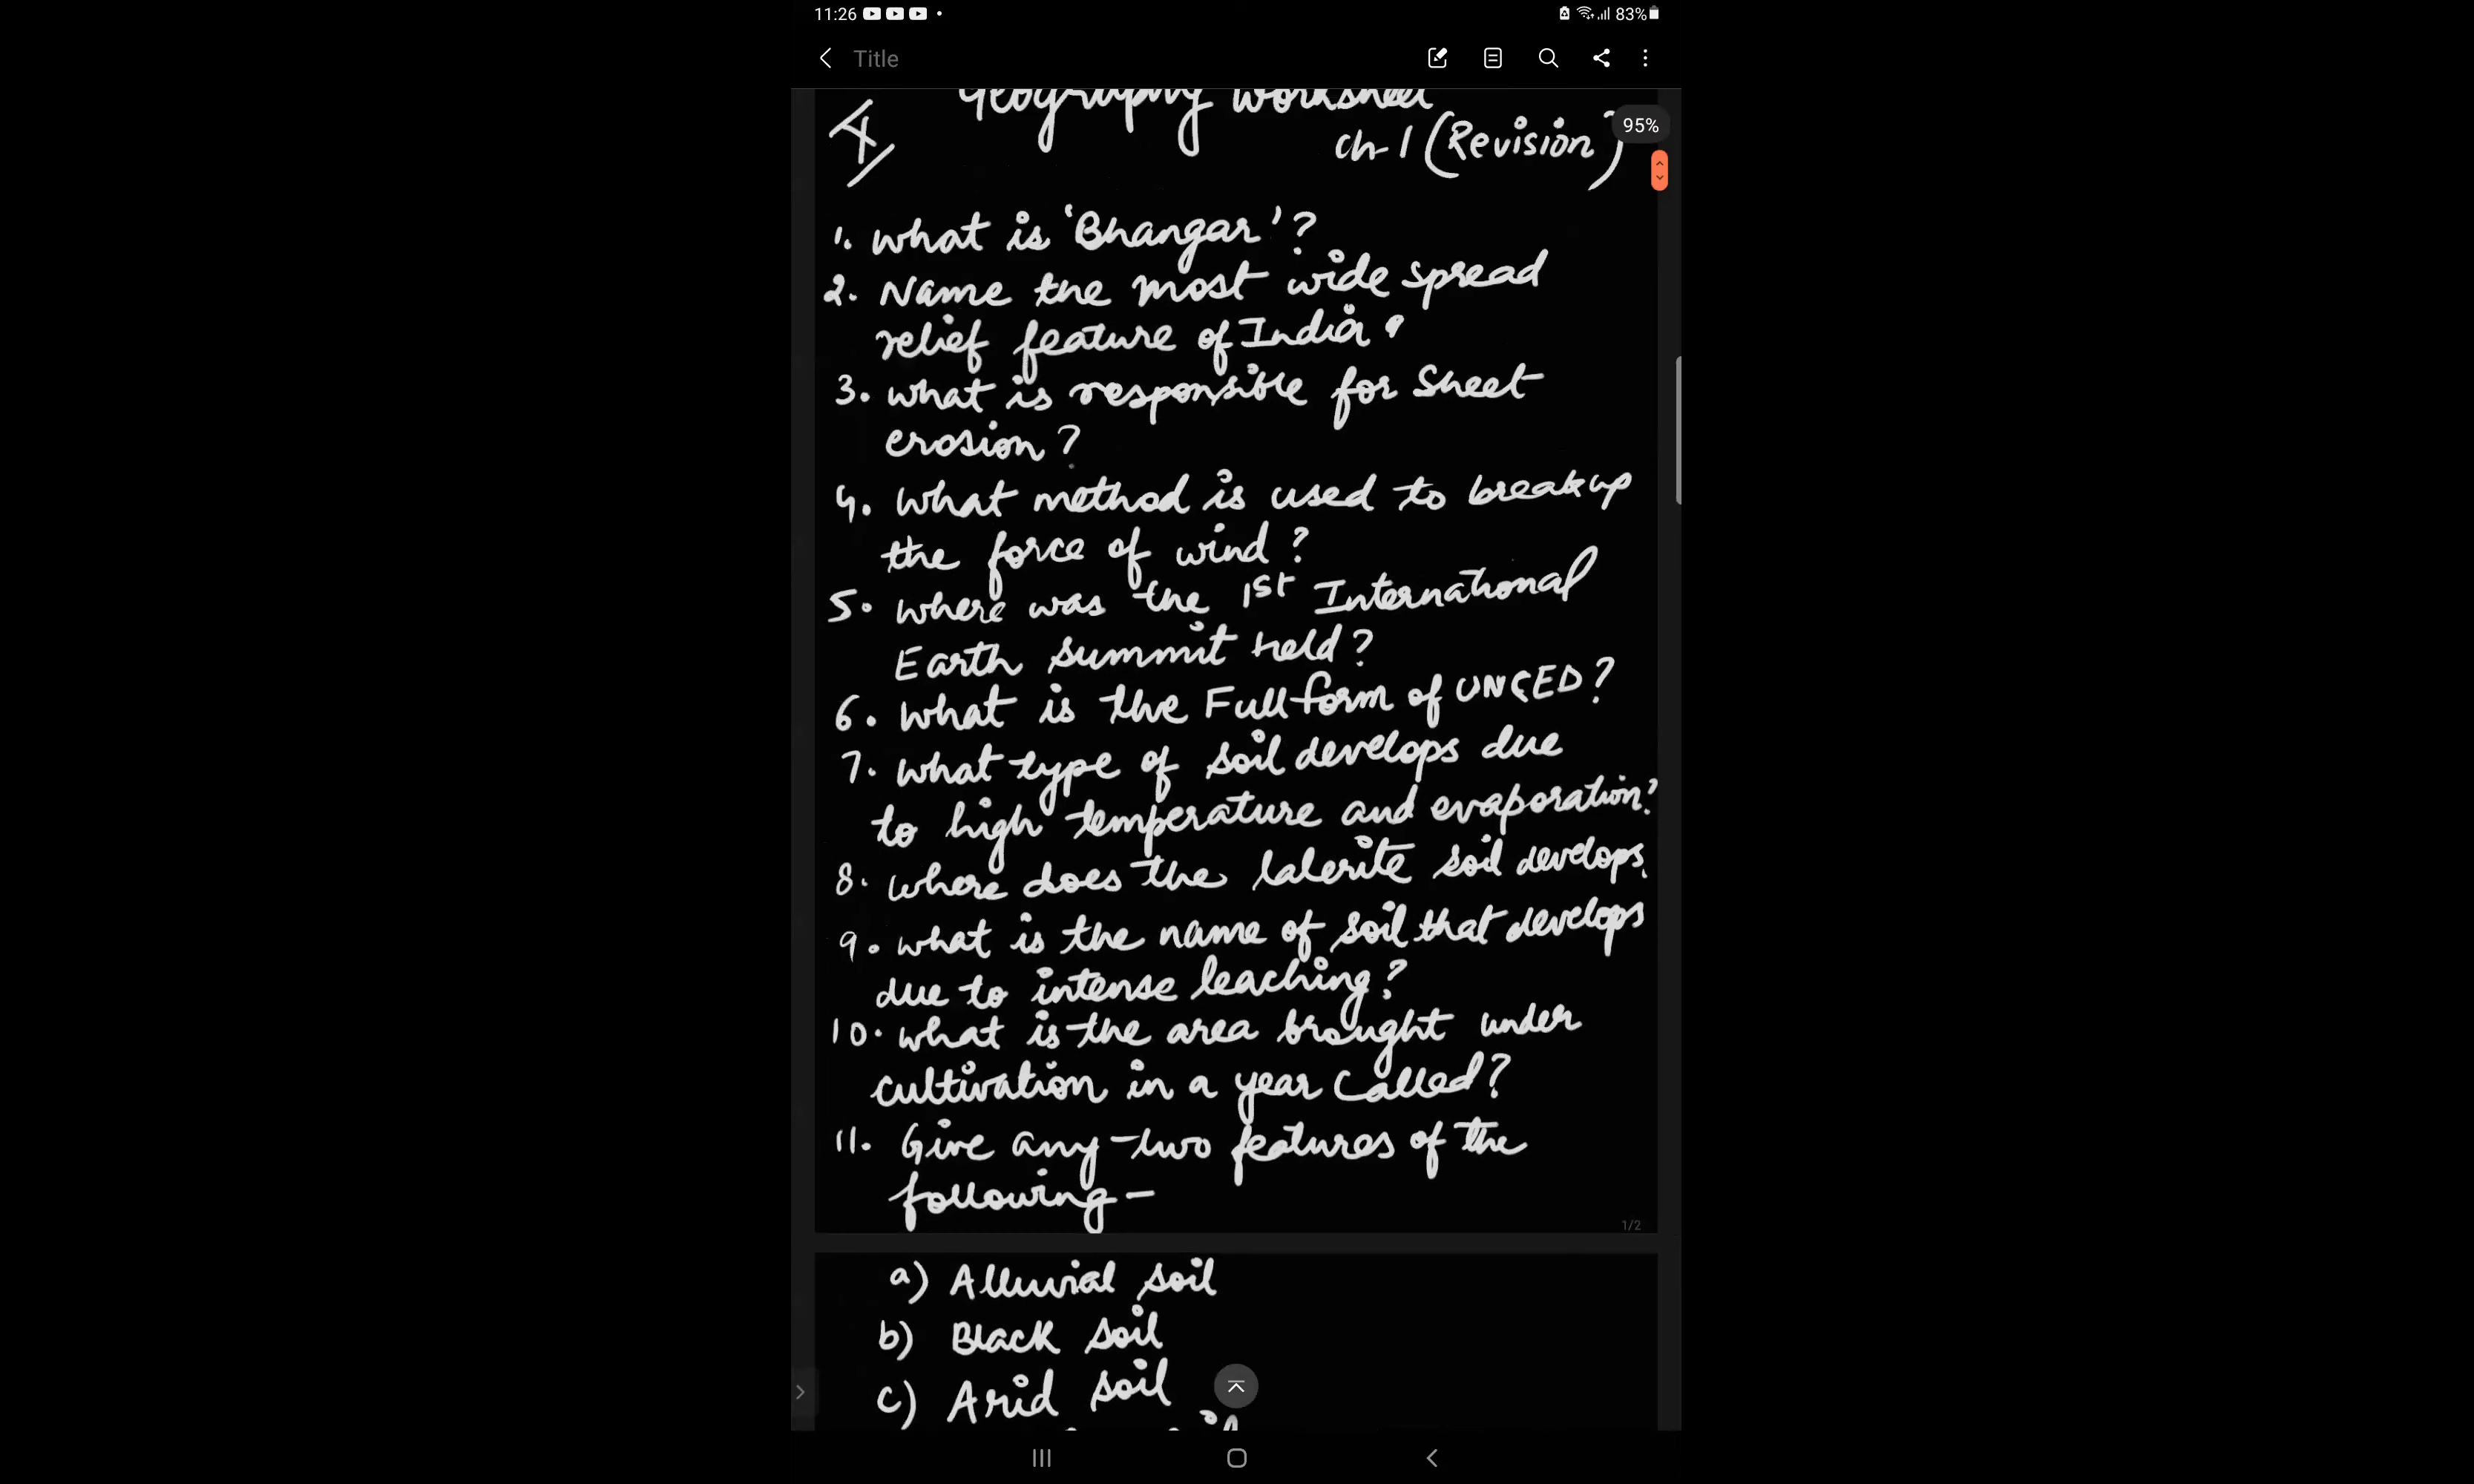 11:26
83%
Title
Geography Worksheet
X
ch-1 (Revision)
95%
1. What is 'Bhangar'?
2. Name the most wide spread
relief feature of India?
3. what is responsible for Sheet
erosion?
4. What method is used to breakup
the force of wind?
5. where was the 1st International
Earth summit held?
6. What is the Full form of UNCED?
7. what type of soil develops due
to high temperature and evaporation?
8. where does the laterite soil develops.
9. what is the name of soil that develops
due to intense leaching?
10. what is the area brought under
cultivation in a year called?
11. Give any two features of the
following -
1/2
a) Alluvial soil
b) Black soil
c) Arid soil